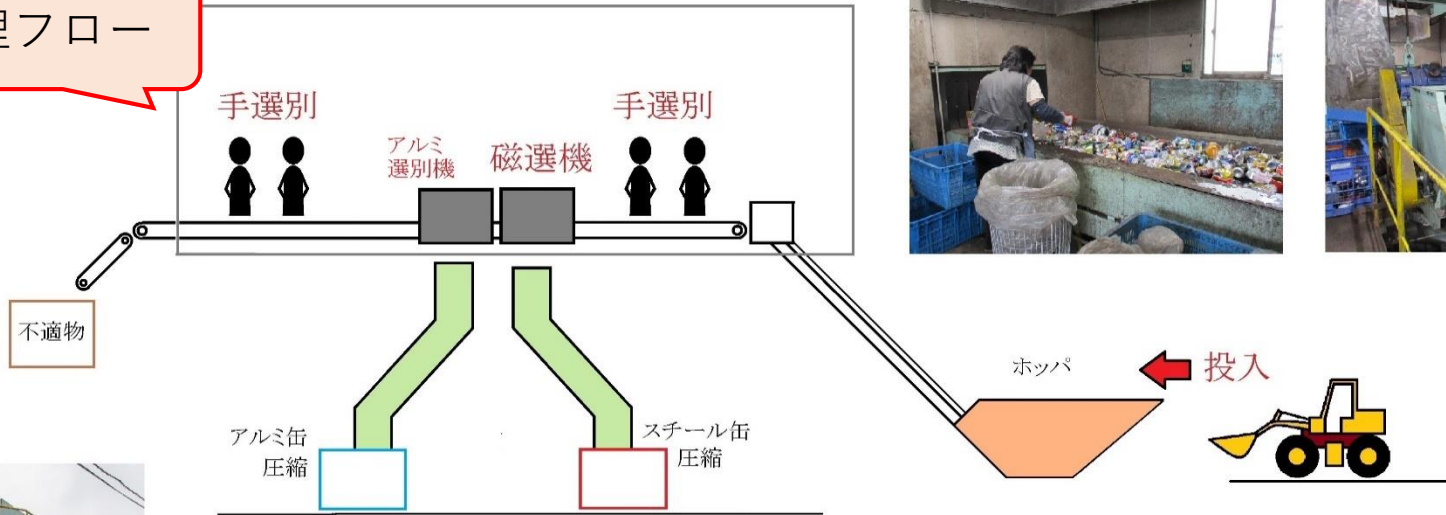 理フロー
手選別
アルミ
選別機
磁選機
手選別
不適物
ホッパ
投入
アルミ缶
圧縮
スチール缶
圧縮